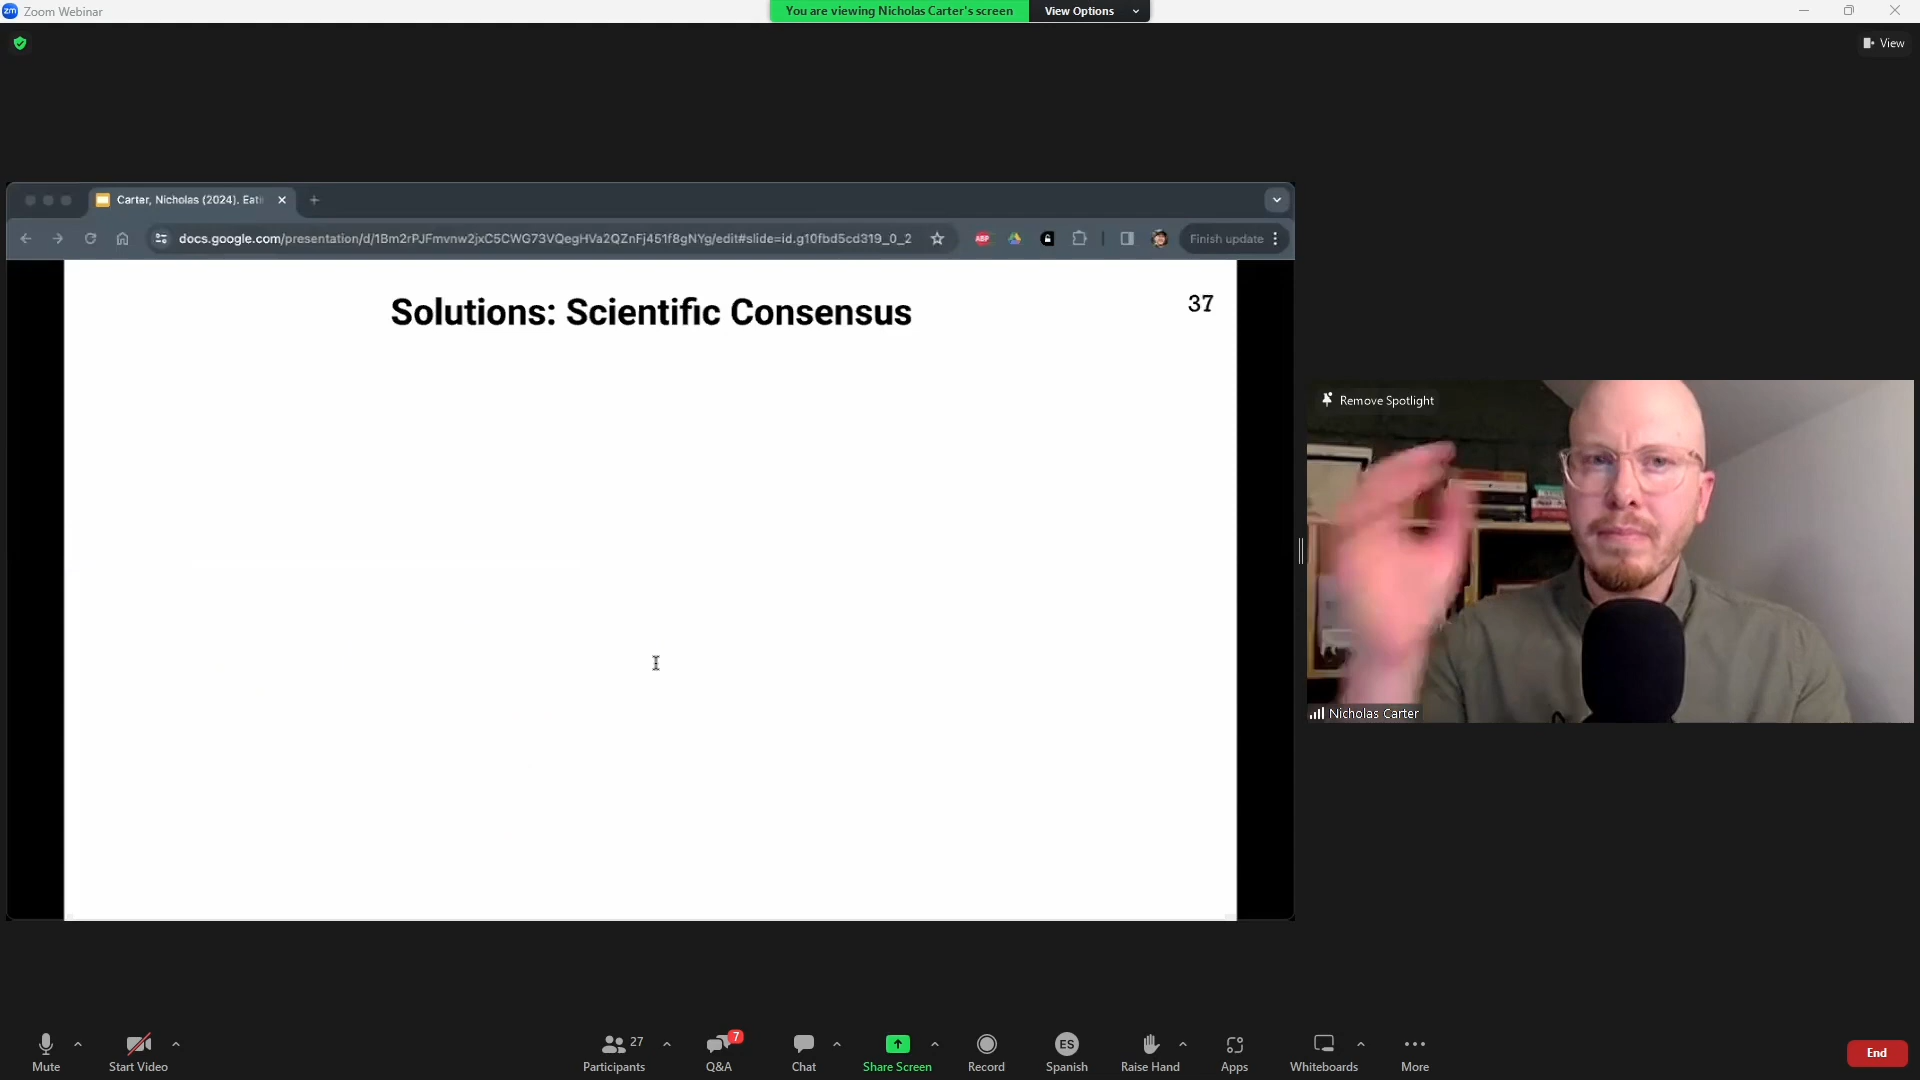 Zoom Webinar
You are viewing Nicholas Carter's screen
View Options
View
Carter, Nicholas (2024). Eati
docs.google.com/presentation/d/1Bm2rPJFmvnw2jxC5CWG73VQegHVa2QZnFj451f8gNYg/edit#slide=id.g10fbd5cd319_0_2
ABP
Finish update
Solutions: Scientific Consensus
37
Remove Spotlight
Nicholas Carter
Mute
Start Video
27
Participants
7
Q&A
Chat
Share Screen
Record
ES
Spanish
Raise Hand
Apps
Whiteboards
More
End